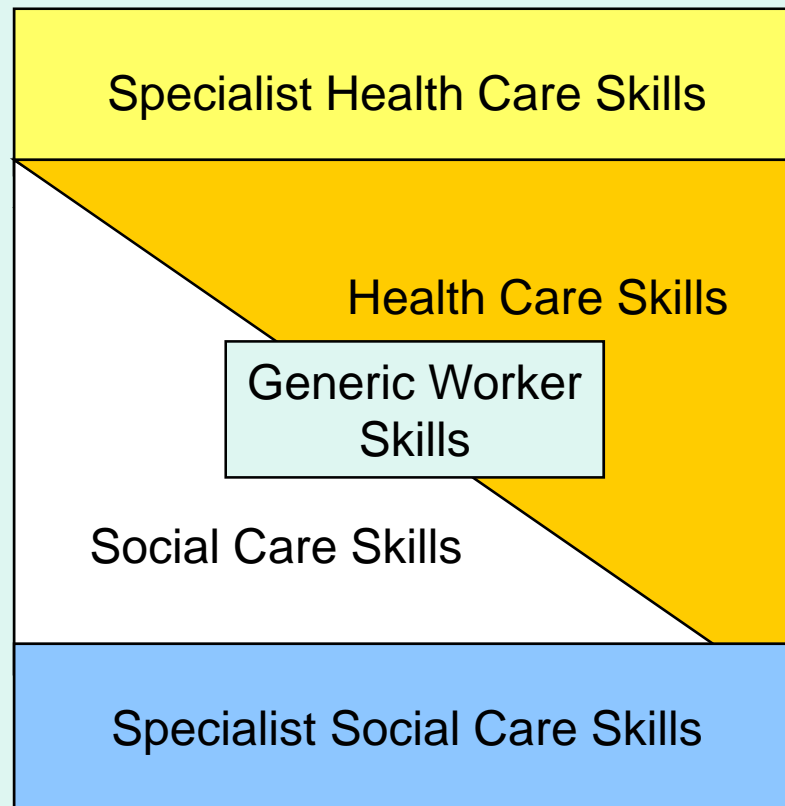 Specialist Health Care Skills
Health Care Skills
Generic Worker
Skills
Social Care Skills
Specialist Social Care Skills